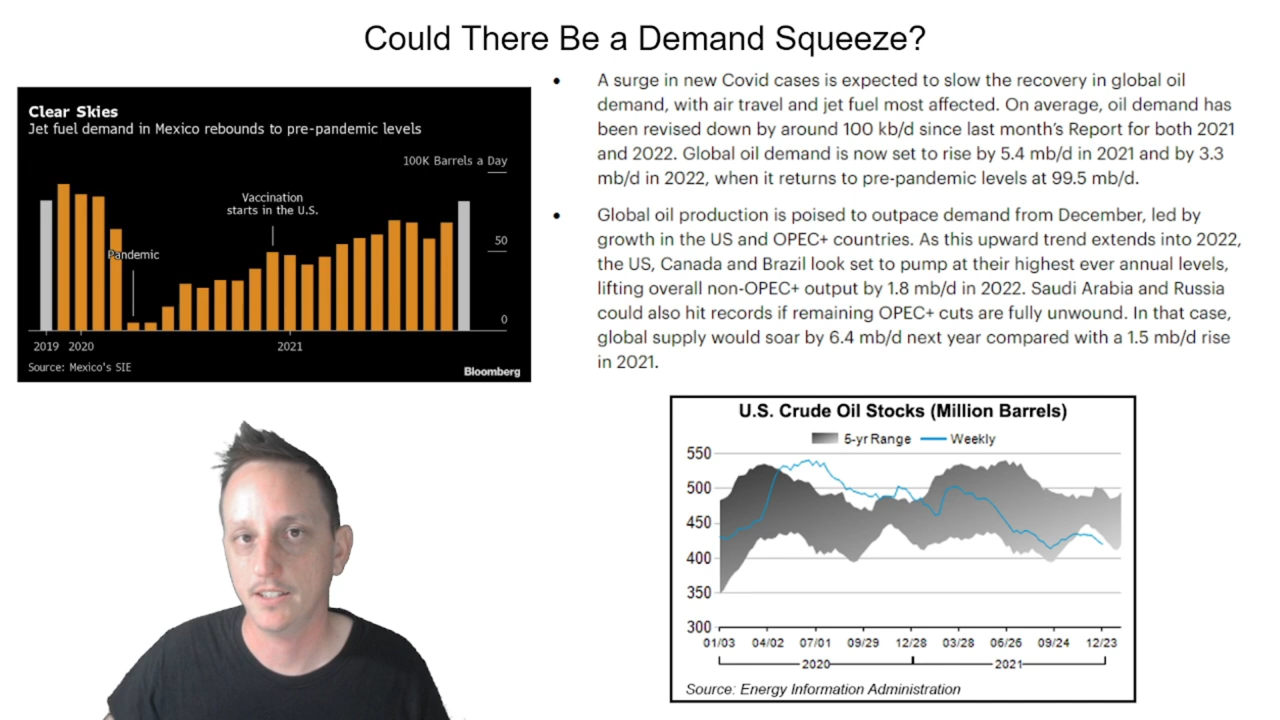 Could There Be a Demand Squeeze?
Clear Skies
Jet fuel demand in Mexico rebounds to pre-pandemic levels
100K Barrels a Day
Vaccination
starts in the U.S.
Pandemic
50
0
2019 2020 2021
Source: Mexico's SIE
Bloomberg
• A surge in new Covid cases is expected to slow the recovery in global oil
demand, with air travel and jet fuel most affected. On average, oil demand has
been revised down by around 100 kb/d since last month's Report for both 2021
and 2022. Global oil demand is now set to rise by 5.4 mb/d in 2021 and by 3.3
mb/d in 2022, when it returns to pre-pandemic levels at 99.5 mb/d.
• Global oil production is poised to outpace demand from December, led by
growth in the US and OPEC+ countries. As this upward trend extends into 2022,
the US, Canada and Brazil look set to pump at their highest ever annual levels,
lifting overall non-OPEC+ output by 1.8 mb/d in 2022. Saudi Arabia and Russia
could also hit records if remaining OPEC+ cuts are fully unwound. In that case,
global supply would soar by 6.4 mb/d next year compared with a 1.5 mb/d rise
in 2021.
U.S. Crude Oil Stocks (Million Barrels)
5-yr Range Weekly
550
500
450
400
350
300
01/03 04/02 07/01 09/29 12/28 03/28 06/26 09/24 12/23
2020 2021
Source: Energy Information Administration